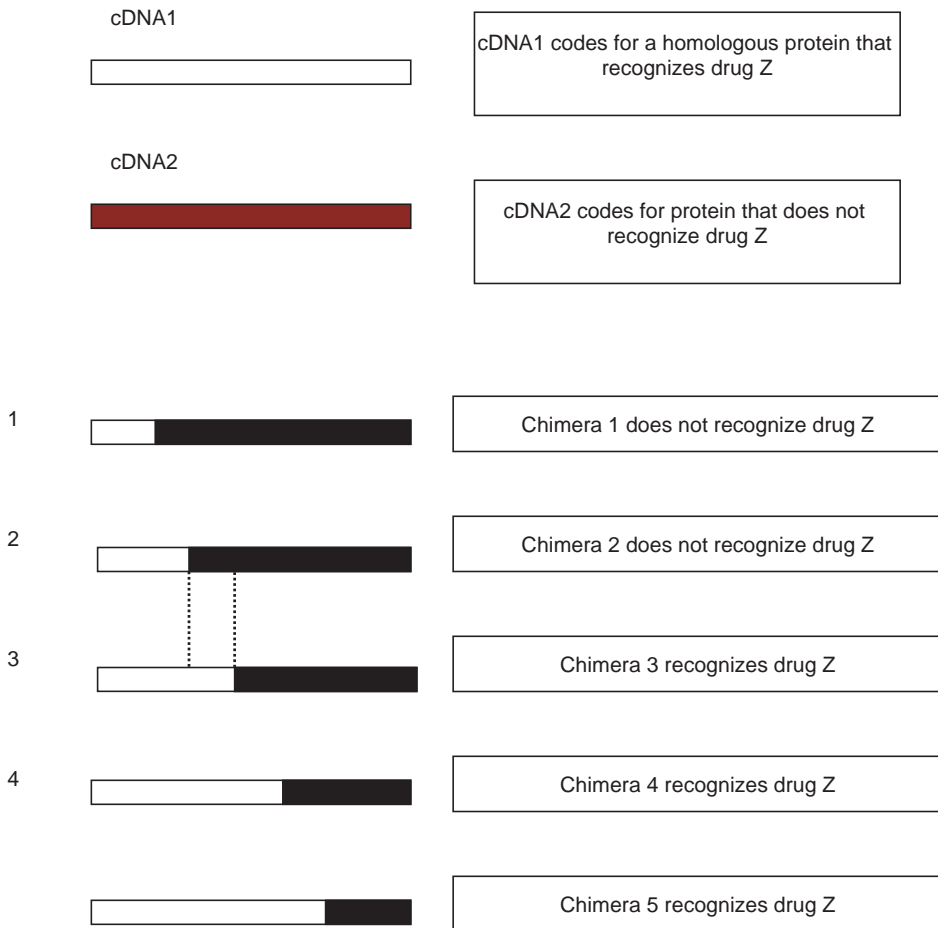 cDNA1
cDNA1 codes for a homologous protein that
recognizes drug Z
cDNA2
cDNA2 codes for protein that does not
recognize drug Z
1
Chimera 1 does not recognize drug Z
2
Chimera 2 does not recognize drug Z
3
Chimera 3 recognizes drug Z
4
Chimera 4 recognizes drug Z
Chimera 5 recognizes drug Z